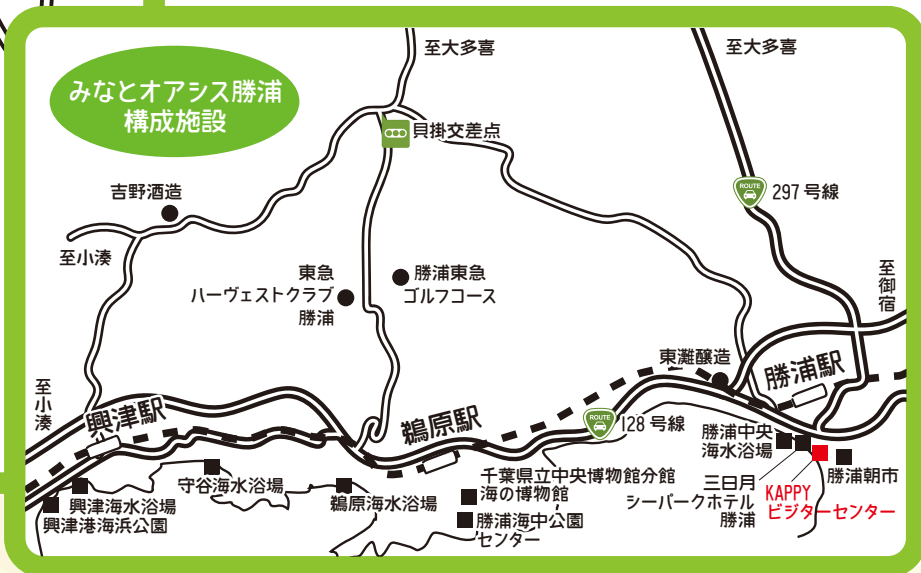 みなとオアシス勝浦
構成施設
至大多喜
至大多喜
貝掛交差点
吉野酒造
ROUTE
297号線
至小湊
東急
ハーヴェストクラブ
勝浦
勝浦東急
ゴルフコース
至御宿
東灘醸造
勝浦駅
至小湊
興津駅
鵜原駅
ROUTE
128号線
勝浦中央
海水浴場
勝浦朝市
三日月
シーパークホテル
勝浦
KAPPY
ビジターセンター
千葉県立中央博物館分館
海の博物館
守谷海水浴場
鵜原海水浴場
興津海水浴場
興津港海浜公園
勝浦海中公園
センター